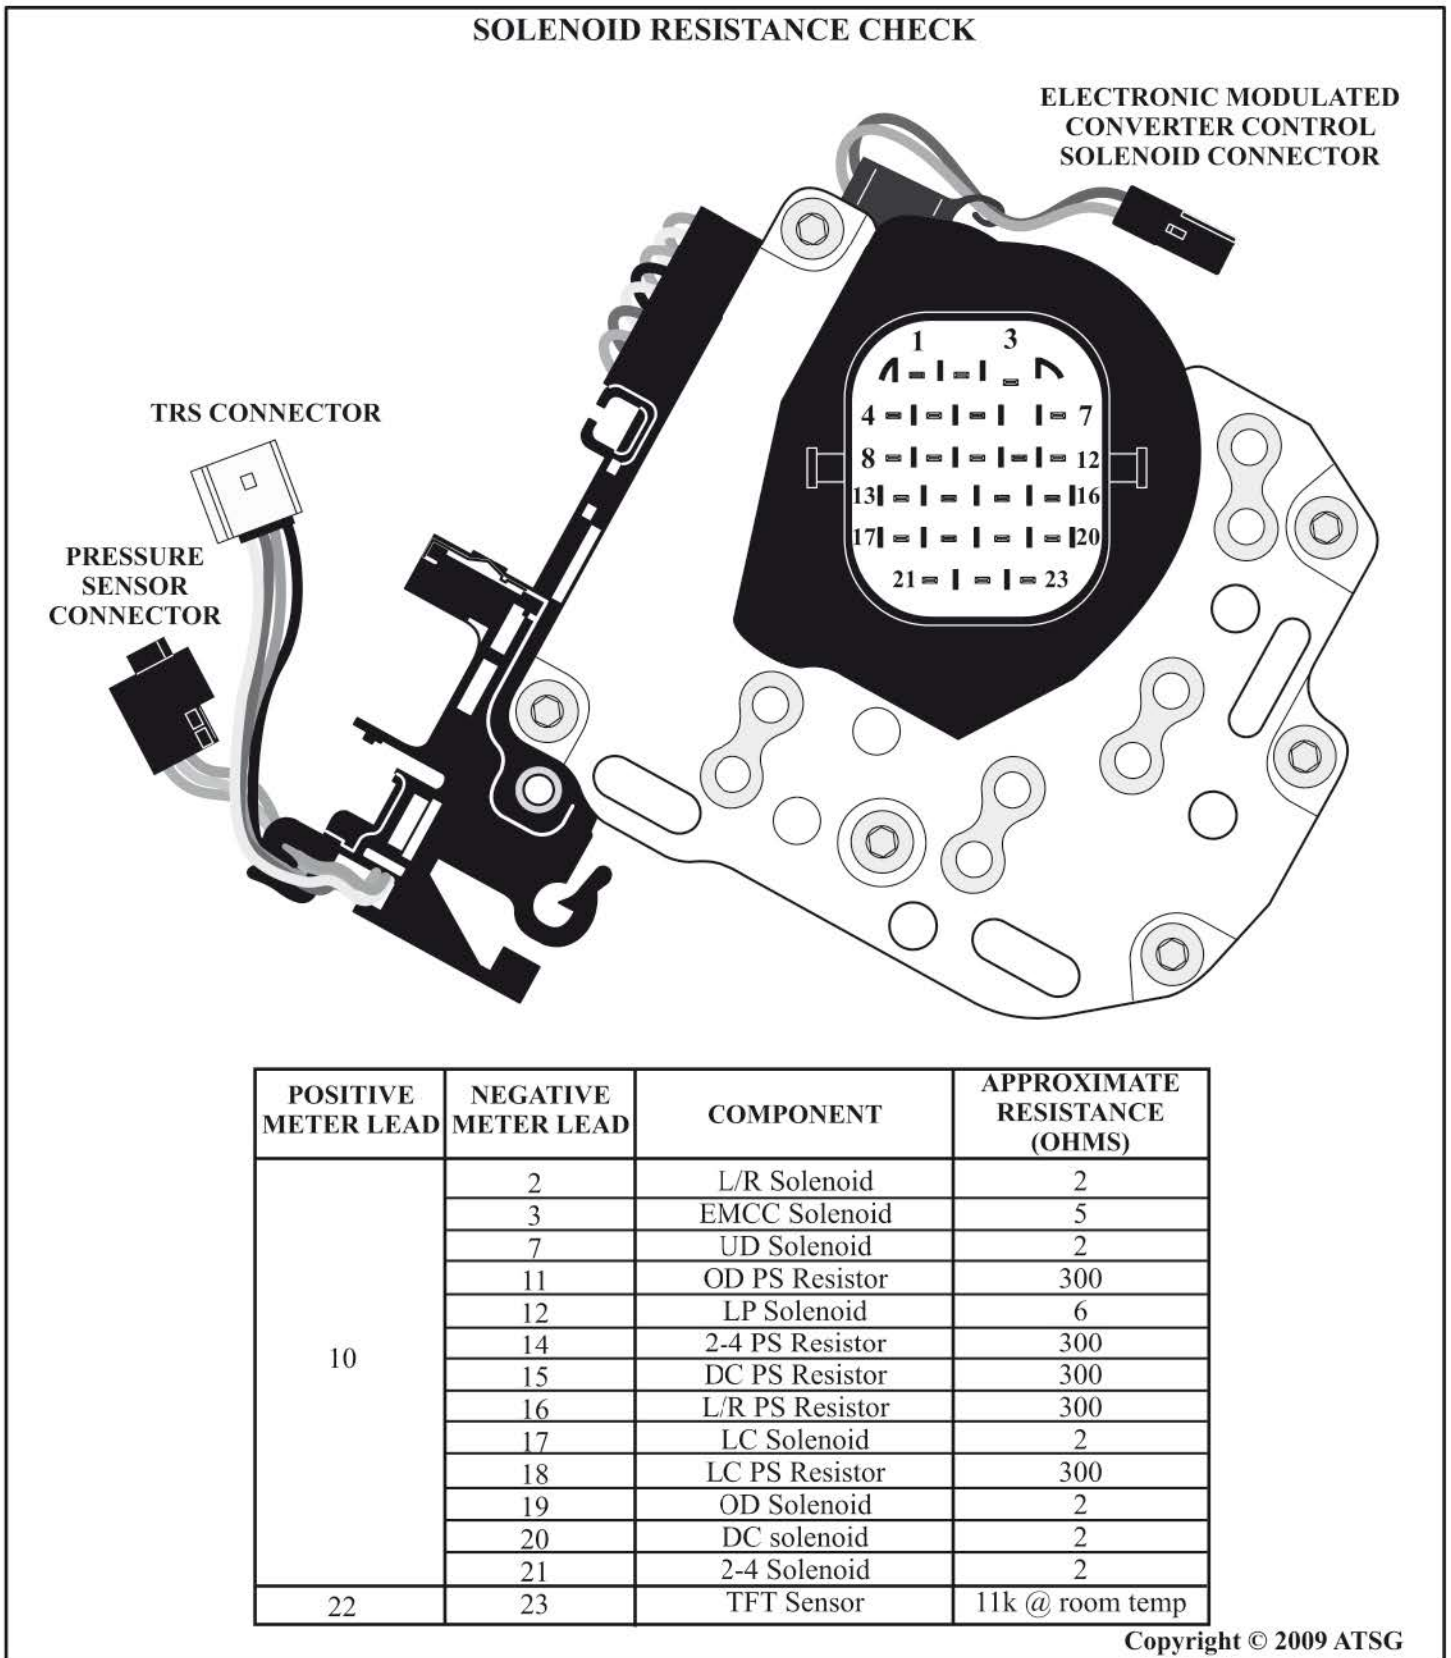 SOLENOID RESISTANCE CHECK
ELECTRONIC MODULATED
CONVERTER CONTROL
SOLENOID CONNECTOR
1 3
TRS CONNECTOR
4 7
8 12
13 16
17 20
21 23
PRESSURE
SENSOR
CONNECTOR
POSITIVE METER LEAD NEGATIVE METER LEAD COMPONENT APPROXIMATE RESISTANCE (OHMS)
2 L/R Solenoid 2
3 EMCC Solenoid 5
7 UD Solenoid 2
11 OD PS Resistor 300
12 LP Solenoid 6
14 2-4 PS Resistor 300
10
15 DC PS Resistor 300
16 L/R PS Resistor 300
17 LC Solenoid 2
18 LC PS Resistor 300
19 OD Solenoid 2
20 DC solenoid 2
21 2-4 Solenoid 2
22 23 TFT Sensor 11k @ room temp
Copyright © 2009 ATSG